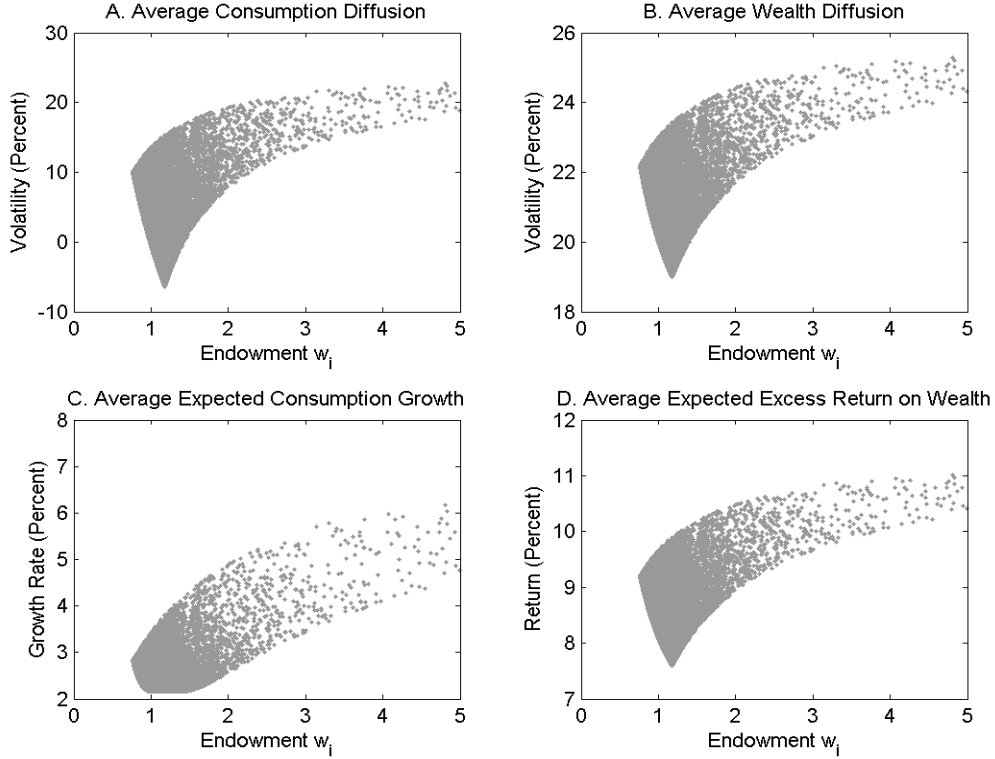 A. Average Consumption Diffusion
30
20
10
0
-10
Volatility (Percent)
0 1 2 3 4 5
Endowment w_i
B. Average Wealth Diffusion
26
24
22
20
18
Volatility (Percent)
0 1 2 3 4 5
Endowment w_i
C. Average Expected Consumption Growth
8
7
6
5
4
3
2
Growth Rate (Percent)
0 1 2 3 4 5
Endowment w_i
D. Average Expected Excess Return on Wealth
12
11
10
9
8
7
Return (Percent)
0 1 2 3 4 5
Endowment w_i